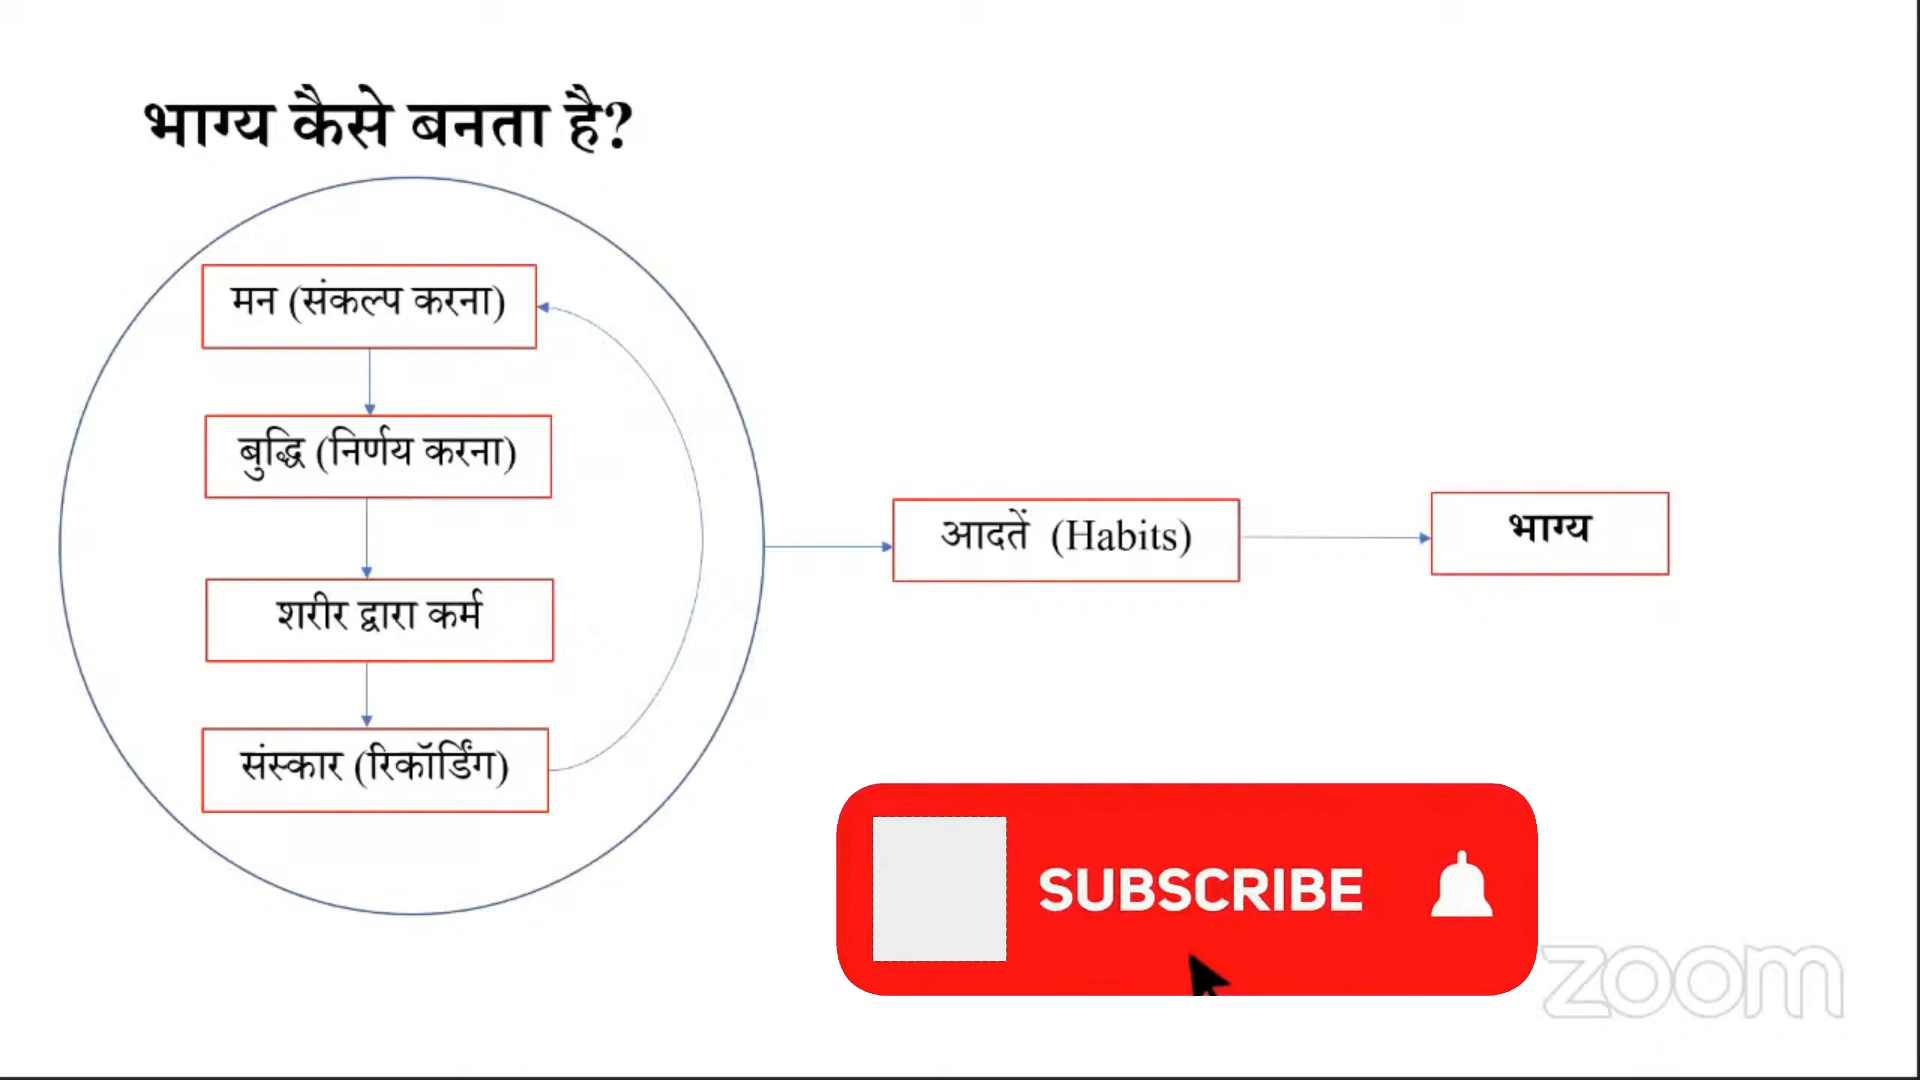 भाग्य कैसे बनता है?
मन (संकल्प करना)
बुद्धि (निर्णय करना)
शरीर द्वारा कर्म
संस्कार (रिकॉर्डिंग)
आदतें (Habits)
भाग्य
SUBSCRIBE
zoom